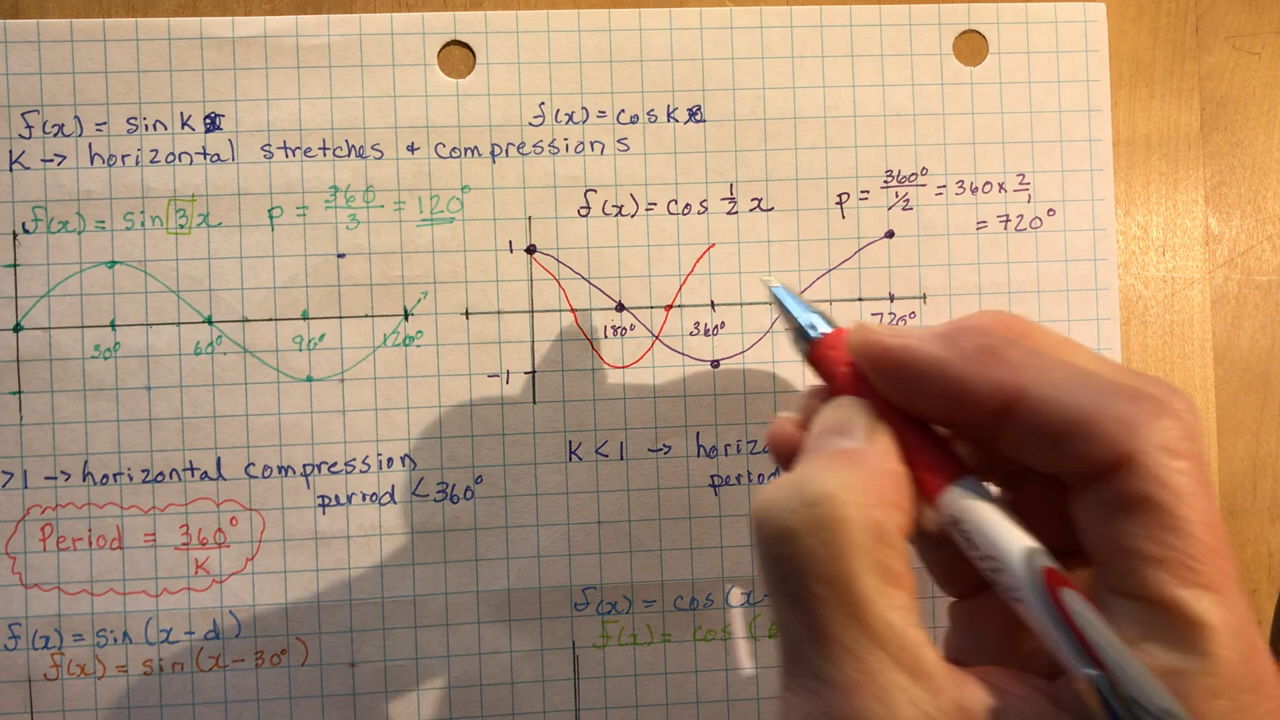 f(x) = sin K
f(x) = cos K
K → horizontal stretches + compressions
f(x) = sin 3 x
p = 360/3 = 120°
30°
60°
90°
120°
f(x) = cos 1/2 x
p = 360°/1/2 = 360 x 2/1
= 720°
1
180°
360°
720°
-1
>1 → horizontal compression
period < 360°
Period = 360°/K
K < 1 → horiz
period
f(x) = sin (x - d)
f(x) = sin (x - 30°)
f(x) = cos (x -
f(x) = cos (